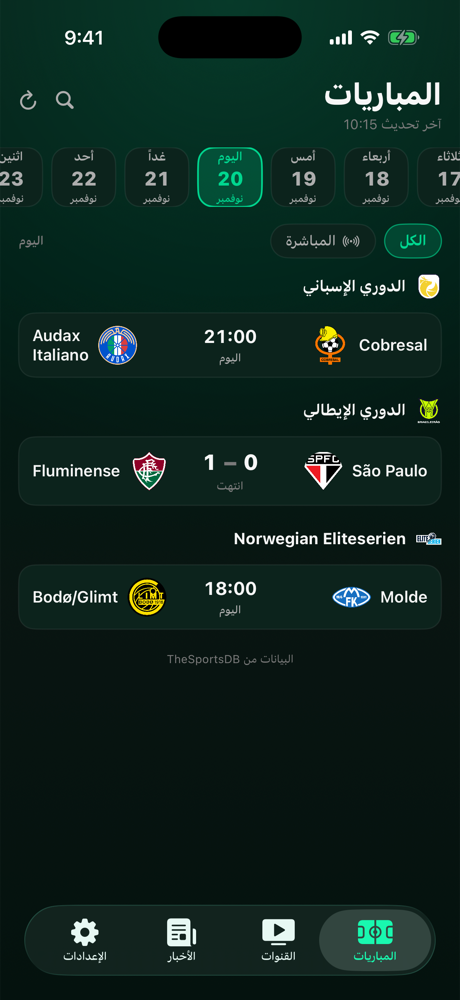 9:41
المباريات
آخر تحديث 10:15
ثلاثاء 17 نوفمبر
أربعاء 18 نوفمبر
أمس 19 نوفمبر
اليوم 20 نوفمبر
غداً 21 نوفمبر
أحد 22 نوفمبر
اثنين 23 نوفمبر
الكل
المباشرة
اليوم
الدوري الإسباني
Cobresal
21:00
اليوم
Audax Italiano
الدوري الإيطالي
São Paulo
SPFC
1 – 0
انتهت
Fluminense
Norwegian Eliteserien
Molde
18:00
اليوم
Bodø/Glimt
البيانات من TheSportsDB
المباريات
القنوات
الأخبار
الإعدادات